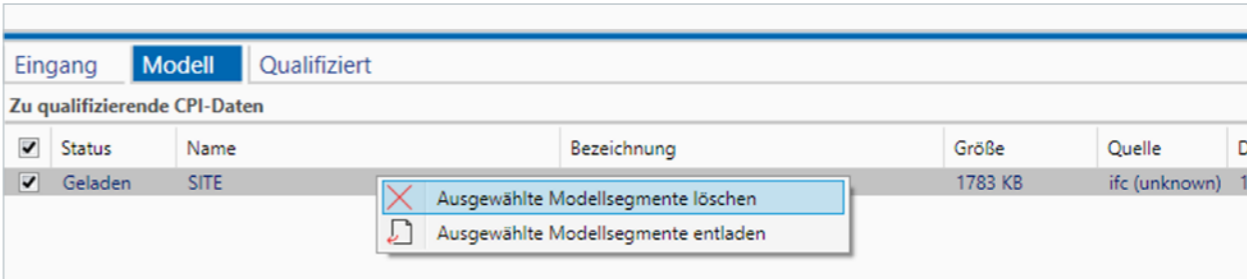 Eingang Modell Qualifiziert
Zu qualifizierende CPI-Daten
Status Name Bezeichnung Größe Quelle
Geladen SITE 1783 KB ifc (unknown)
Ausgewählte Modellsegmente löschen
Ausgewählte Modellsegmente entladen